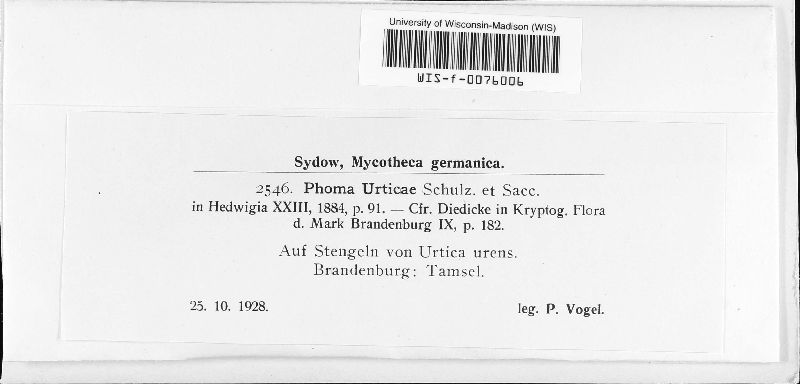 University of Wisconsin-Madison (WIS)
WIS-f-0076006
Sydow, Mycotheca germanica.
2546. Phoma Urticae Schulz. et Sacc.
in Hedwigia XXIII, 1884, p. 91. — Cfr. Diedicke in Kryptog. Flora
d. Mark Brandenburg IX, p. 182.
Auf Stengeln von Urtica urens.
Brandenburg: Tamsel.
25. 10. 1928. leg. P. Vogel.